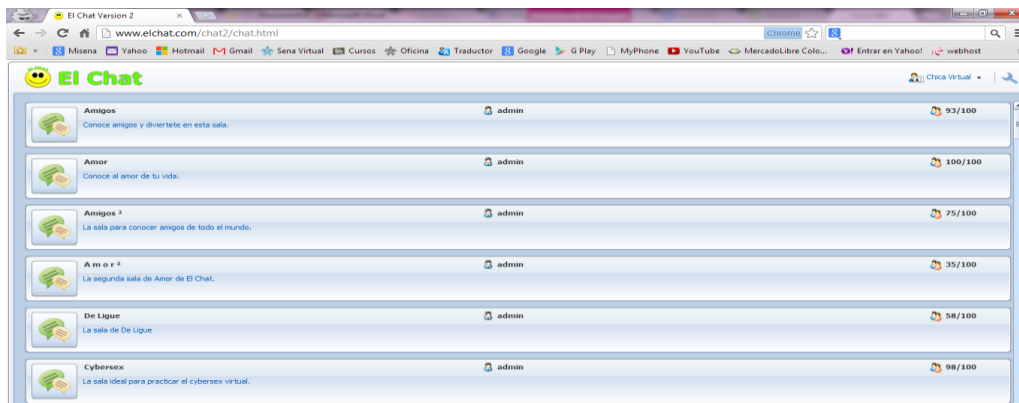 El Chat Version 2
www.elchat.com/chat2/chat.html
Chrome
Misena Yahoo Hotmail Gmail Sena Virtual Cursos Oficina Traductor Google G Play MyPhone YouTube MercadoLibre Colo... Entrar en Yahoo! webhost
El Chat
Chica Virtual
Amigos admin 93/100
Conoce amigos y diviertete en esta sala.
Amor admin 100/100
Conoce al amor de tu vida.
Amigos ² admin 75/100
La sala para conocer amigos de todo el mundo.
A m o r ² admin 35/100
La segunda sala de Amor de El Chat.
De Ligue admin 58/100
La sala de De Ligue
Cybersex admin 98/100
La sala ideal para practicar el cybersex virtual.